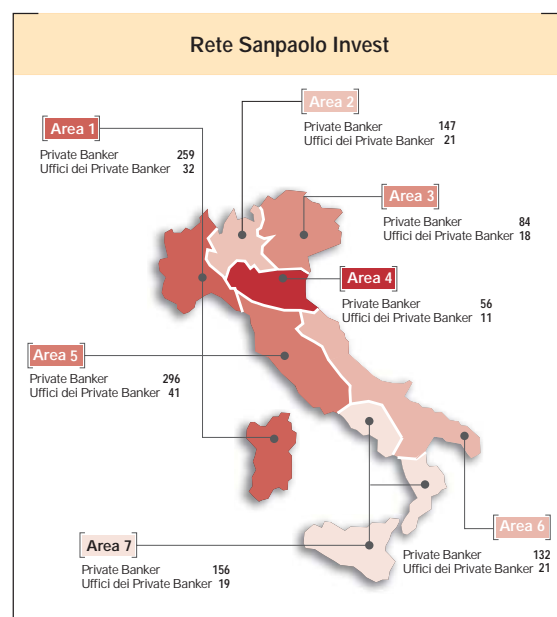 Rete Sanpaolo Invest
Area 2
Private Banker 147
Uffici dei Private Banker 21
Area 1
Private Banker 259
Uffici dei Private Banker 32
Area 3
Private Banker 84
Uffici dei Private Banker 18
Area 4
Private Banker 56
Uffici dei Private Banker 11
Area 5
Private Banker 296
Uffici dei Private Banker 41
Area 6
Private Banker 132
Uffici dei Private Banker 21
Area 7
Private Banker 156
Uffici dei Private Banker 19